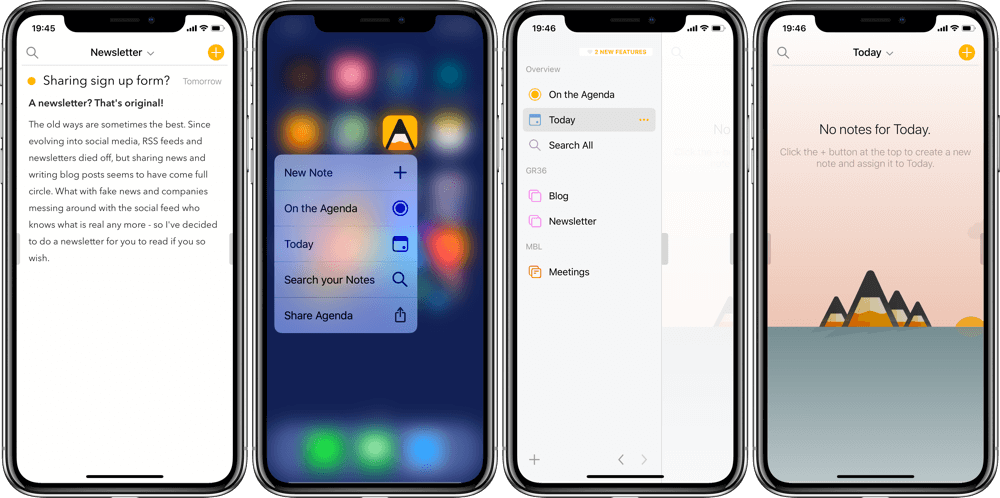 19:45
Newsletter
Sharing sign up form?
Tomorrow
A newsletter? That's original!
The old ways are sometimes the best. Since
evolving into social media, RSS feeds and
newsletters died off, but sharing news and
writing blog posts seems to have come full
circle. What with fake news and companies
messing around with the social feed who
knows what is real any more - so I've decided
to do a newsletter for you to read if you so
wish.
New Note
On the Agenda
Today
Search your Notes
Share Agenda
19:46
2 NEW FEATURES
Overview
On the Agenda
Today
Search All
GR36
Blog
Newsletter
MBL
Meetings
No
Click the +
no
19:46
Today
No notes for Today.
Click the + button at the top to create a new
note and assign it to Today.